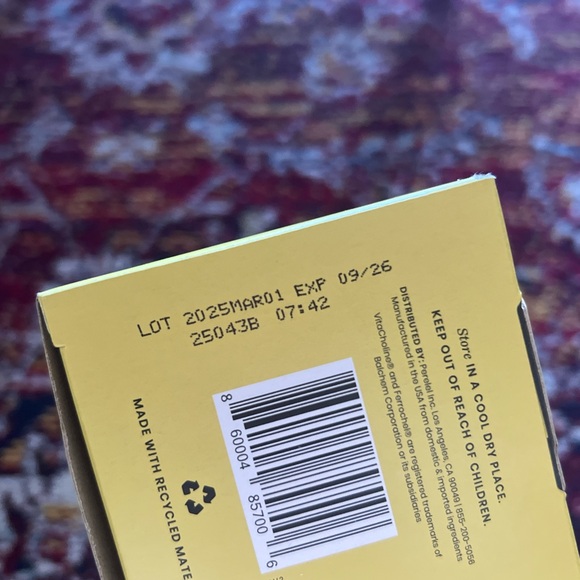 LOT 2025MAR01 EXP 09/26
25043B 07:42
Store IN A COOL DRY PLACE.
KEEP OUT OF REACH OF CHILDREN.
DISTRIBUTED BY: Perelel Inc. Los Angeles, CA 90049 | 855-200-5056
Manufactured in the USA from domestic & imported ingredients
VitaCholine® and Ferrochel® are registered trademarks of
Balchem Corporation or its subsidiaries
8 60004 85700 6
MADE WITH RECYCLED MATE